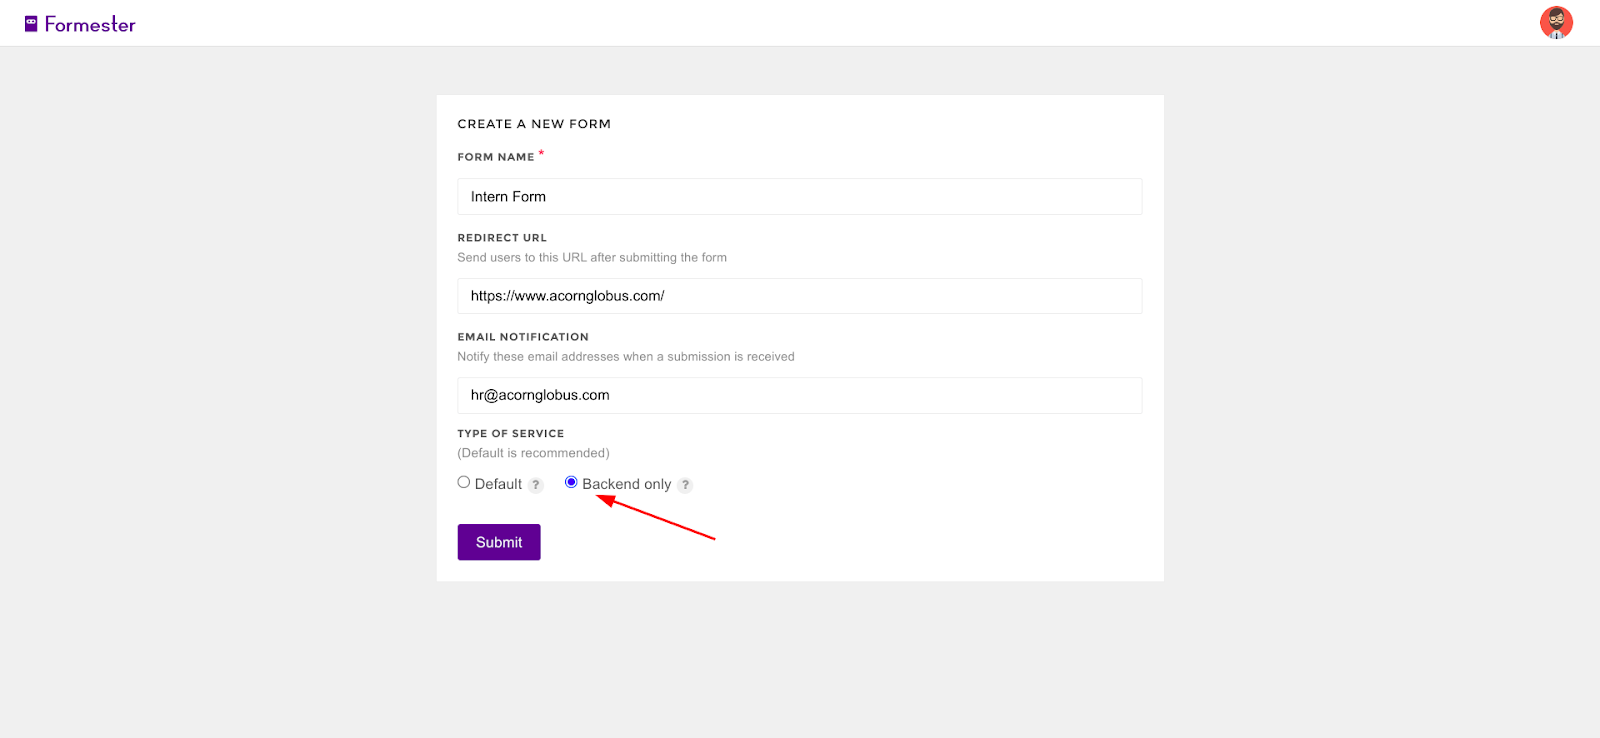 Formester
CREATE A NEW FORM
FORM NAME *
Intern Form
REDIRECT URL
Send users to this URL after submitting the form
https://www.acornglobus.com/
EMAIL NOTIFICATION
Notify these email addresses when a submission is received
hr@acornglobus.com
TYPE OF SERVICE
(Default is recommended)
Default ? Backend only ?
Submit